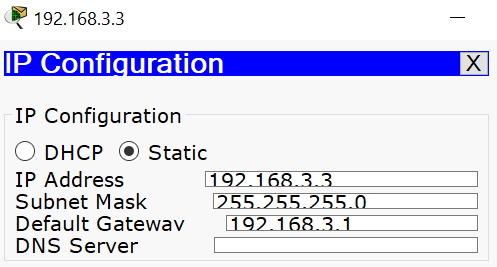 192.168.3.3
IP Configuration X
IP Configuration
DHCP Static
IP Address 192.168.3.3
Subnet Mask 255.255.255.0
Default Gateway 192.168.3.1
DNS Server